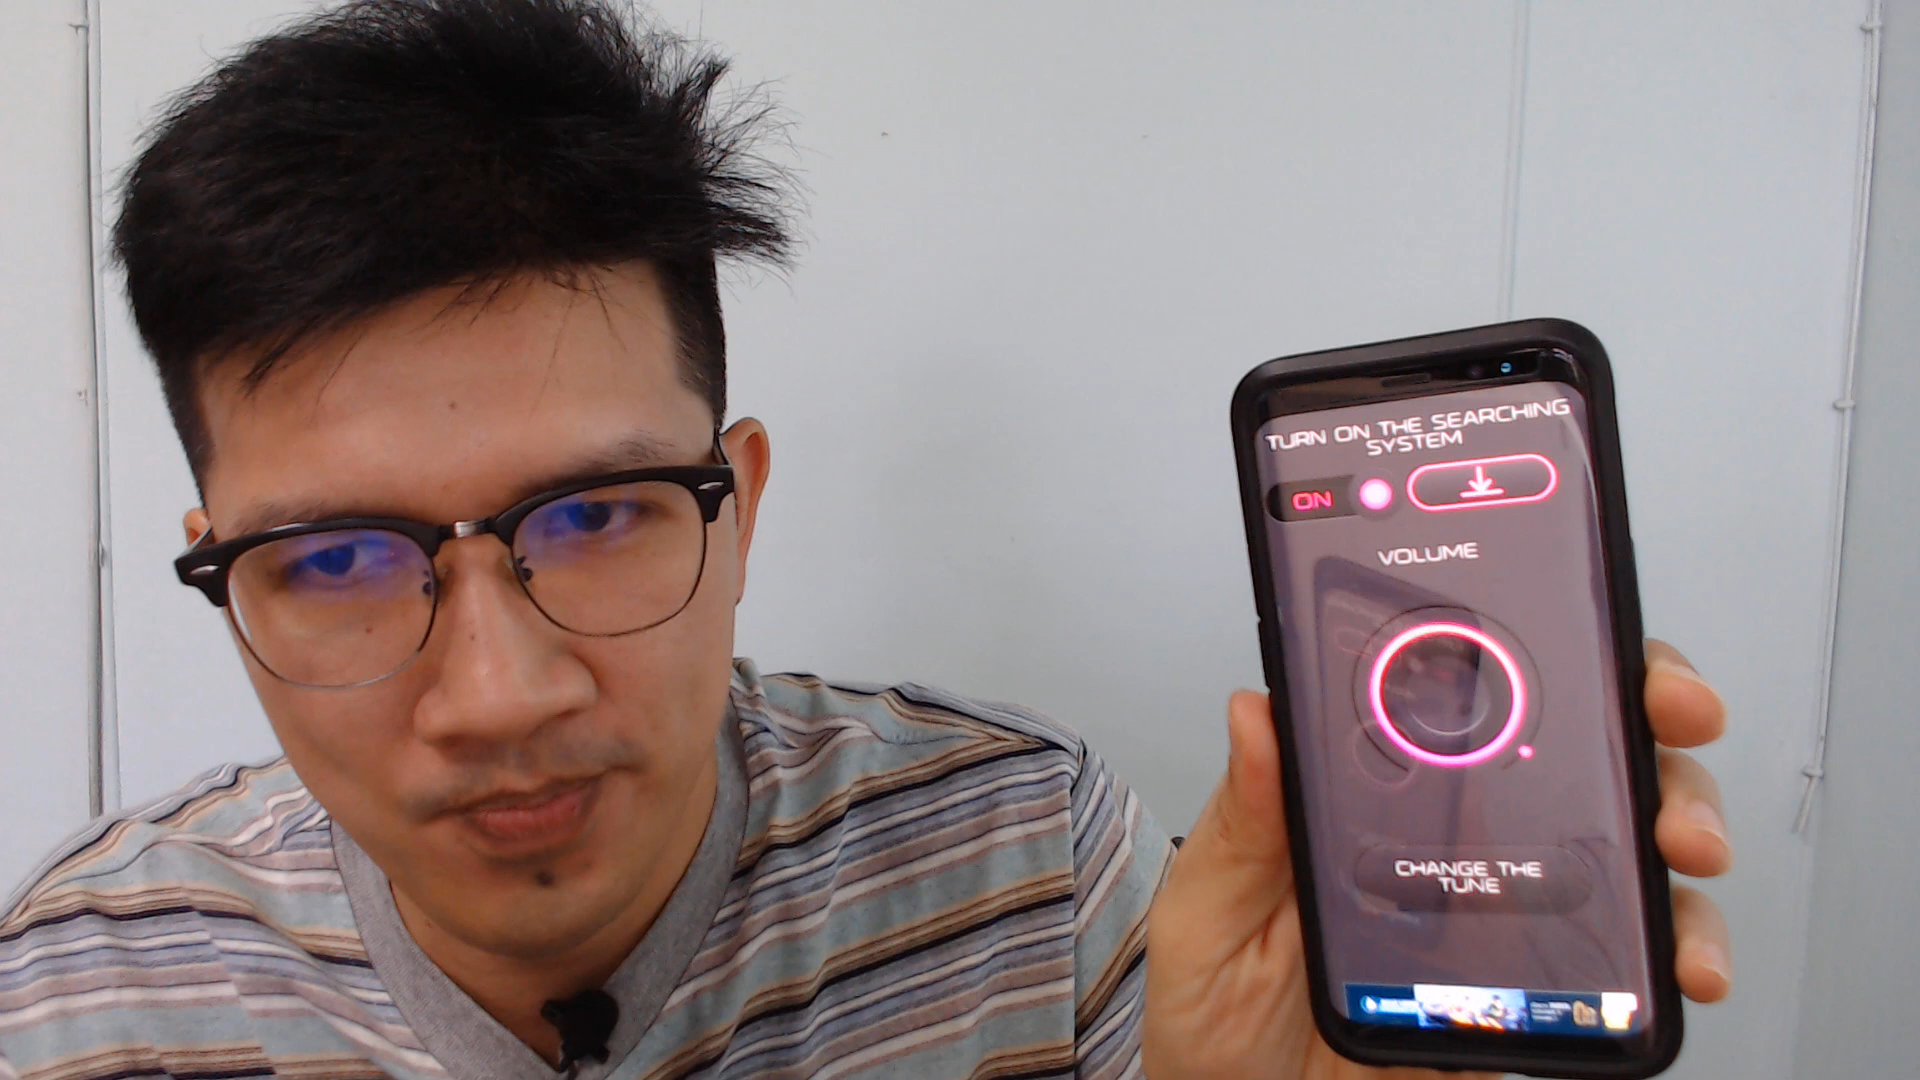 TURN ON THE SEARCHING
SYSTEM
ON
VOLUME
CHANGE THE
TUNE